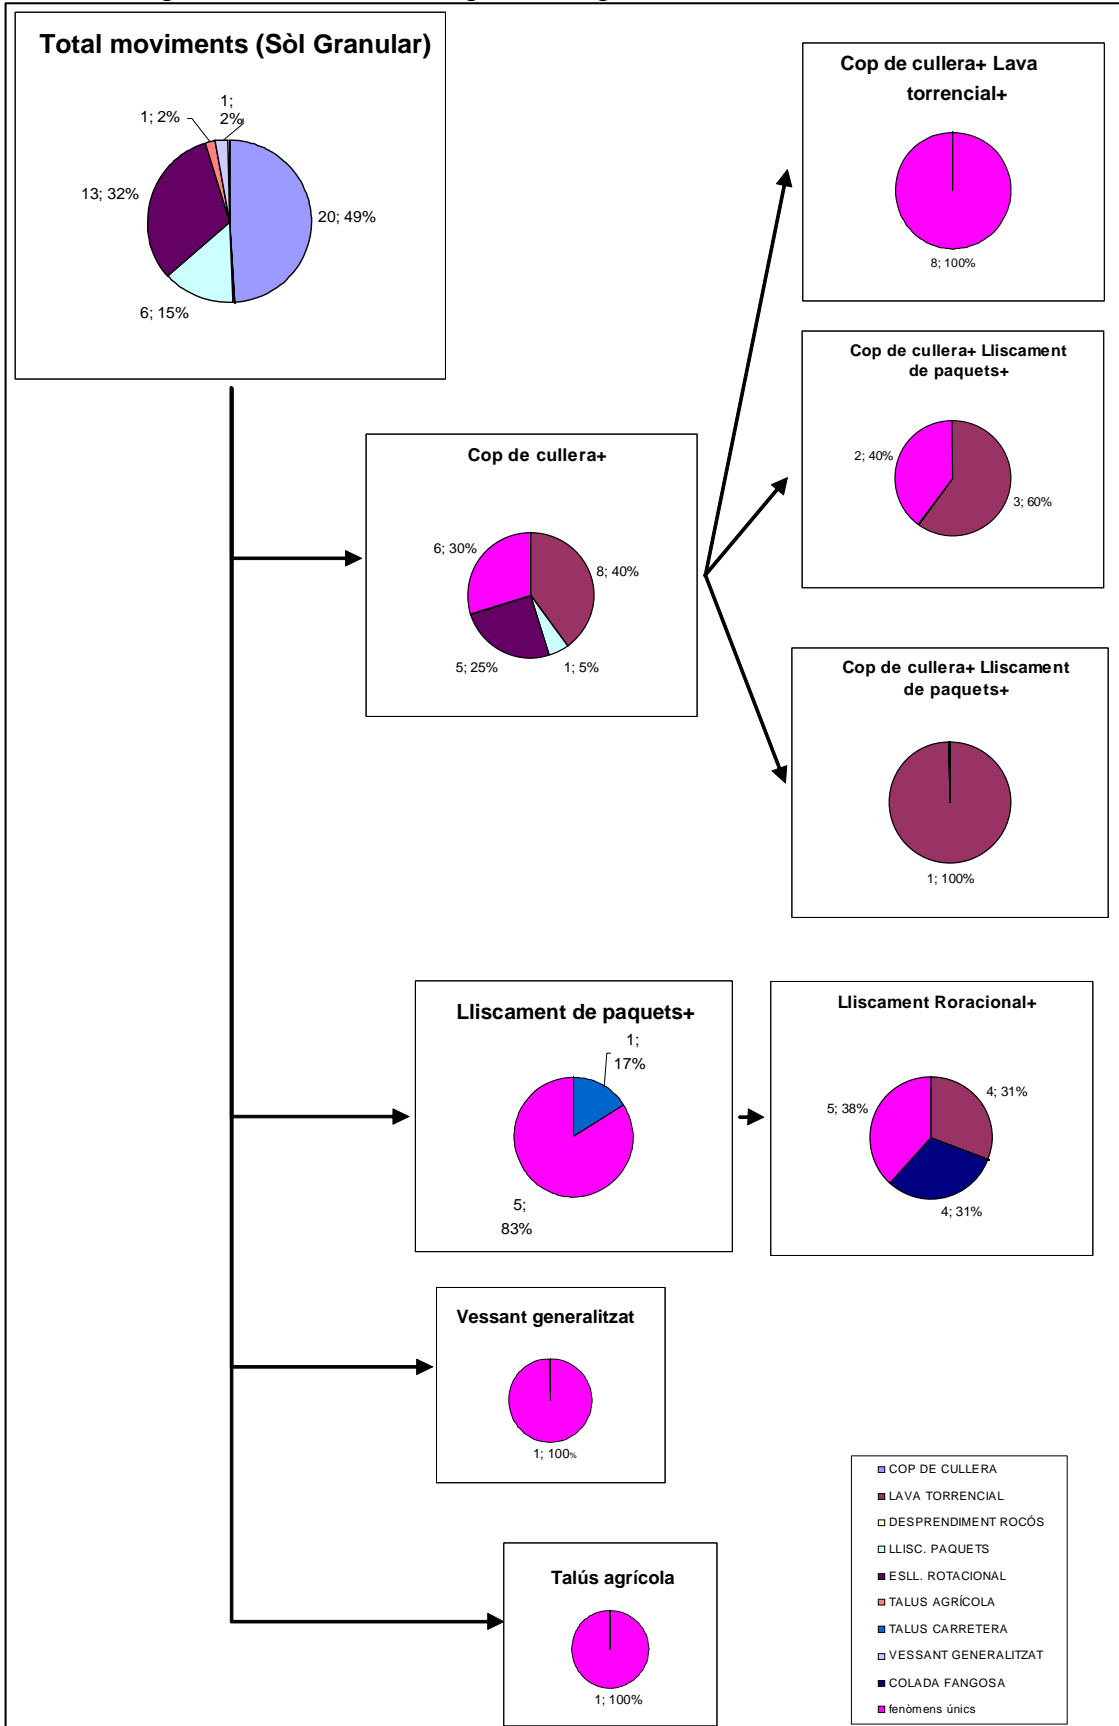 Total moviments (Sòl Granular)
1; 2%
1;
2%
13; 32%
20; 49%
6; 15%
Cop de cullera+ Lava
torrencial+
8; 100%
Cop de cullera+ Lliscament
de paquets+
2; 40%
3; 60%
Cop de cullera+
6; 30%
8; 40%
5; 25%
1; 5%
Cop de cullera+ Lliscament
de paquets+
1; 100%
Lliscament de paquets+
1;
17%
5;
83%
Lliscament Roracional+
5; 38%
4; 31%
4; 31%
Vessant generalitzat
1; 100%
Talús agrícola
1; 100%
COP DE CULLERA
LAVA TORRENCIAL
DESPRENDIMENT ROCÓS
LLISC. PAQUETS
ESLL. ROTACIONAL
TALUS AGRÍCOLA
TALUS CARRETERA
VESSANT GENERALITZAT
COLADA FANGOSA
fenòmens únics